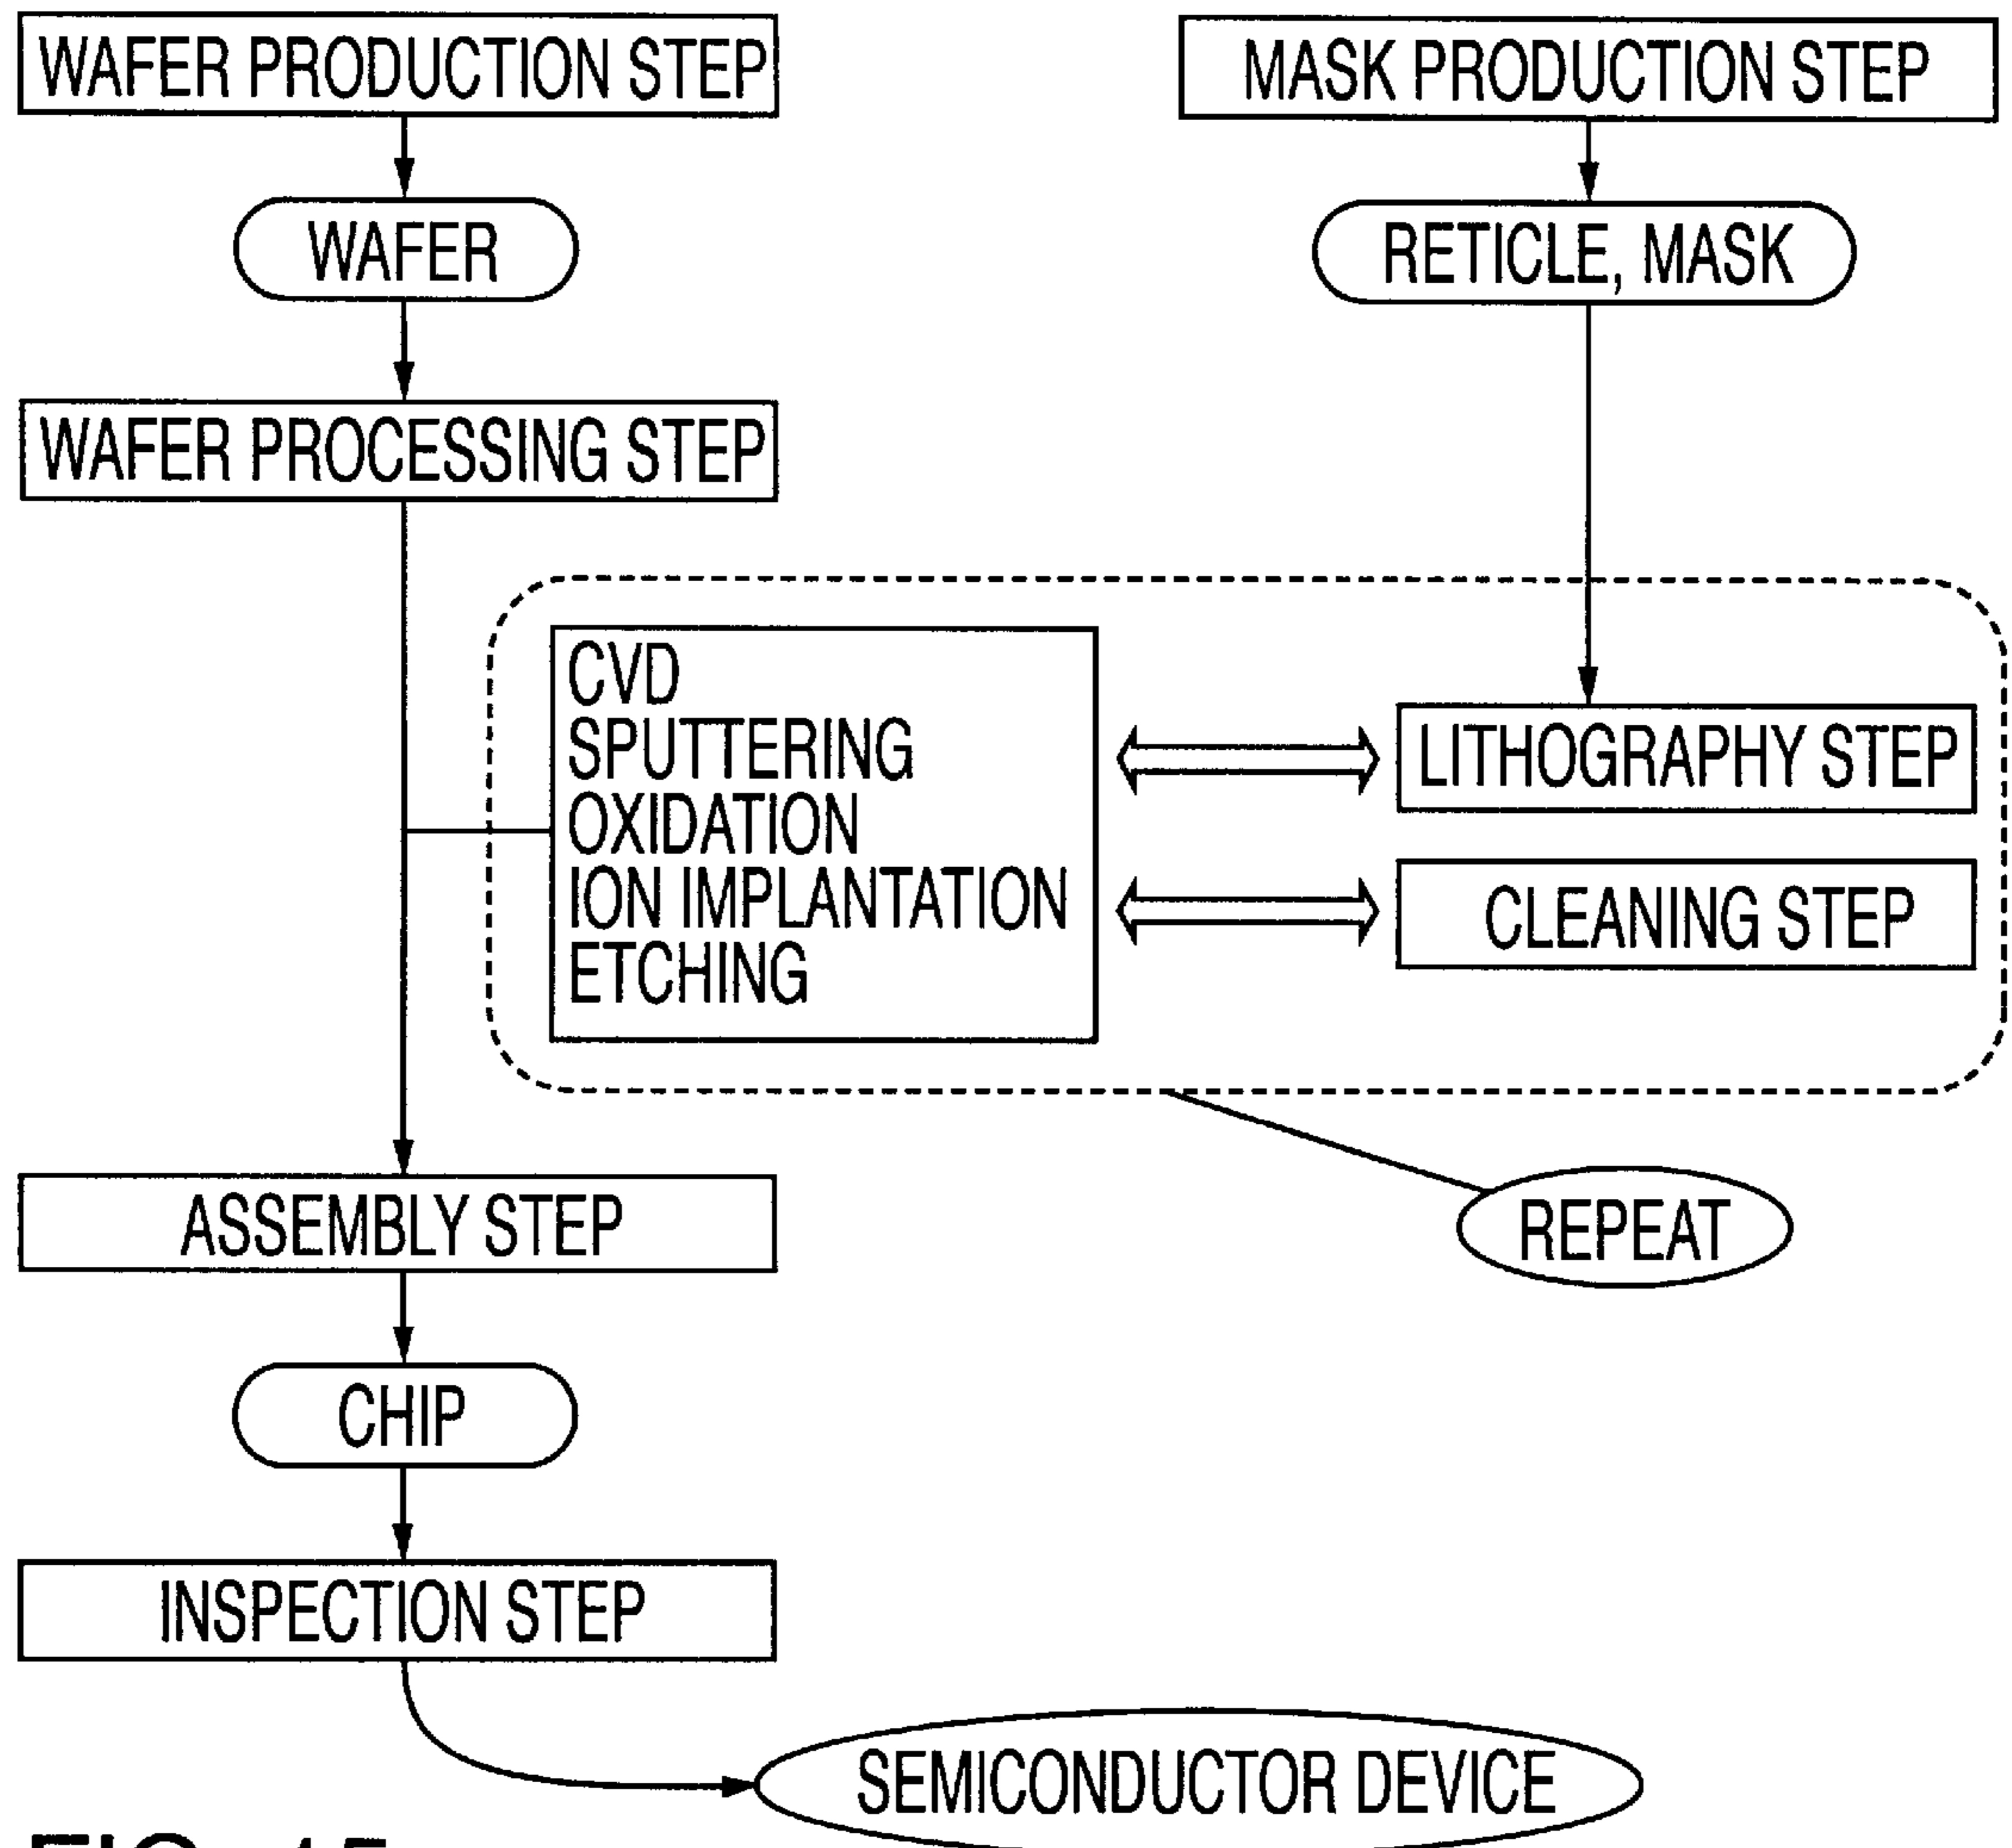 WAFER PRODUCTION STEP
MASK PRODUCTION STEP
WAFER
RETICLE, MASK
WAFER PROCESSING STEP
CVD
SPUTTERING
OXIDATION
ION IMPLANTATION
ETCHING
LITHOGRAPHY STEP
CLEANING STEP
ASSEMBLY STEP
REPEAT
CHIP
INSPECTION STEP
SEMICONDUCTOR DEVICE